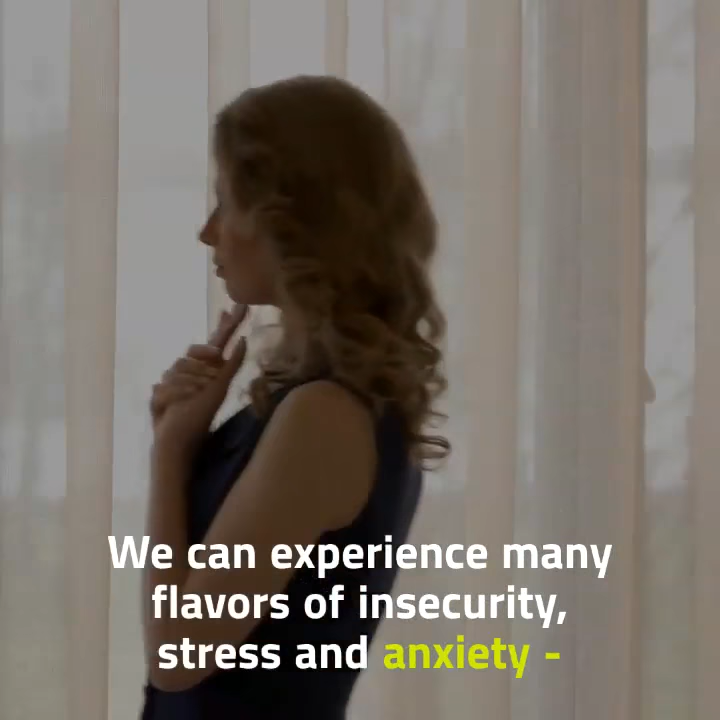 We can experience many
flavors of insecurity,
stress and anxiety -